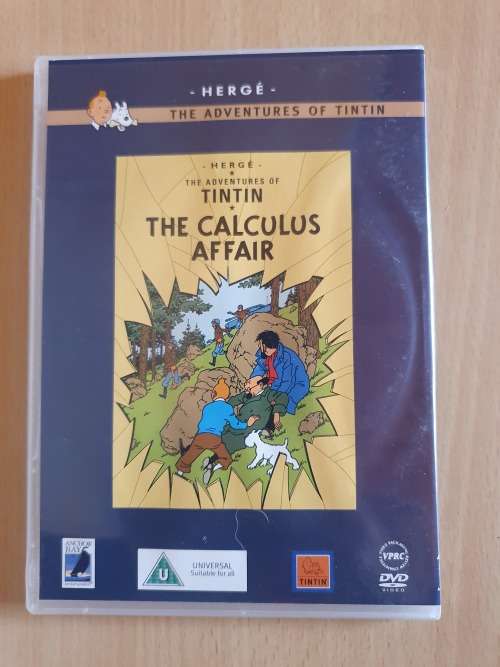 - HERGÉ -
THE ADVENTURES OF TINTIN
- HERGÉ -
THE ADVENTURES OF
TINTIN
THE CALCULUS
AFFAIR
ANCHOR
BAY
U
UNIVERSAL
Suitable for all
TINTIN
VPRC
DVD
VIDEO